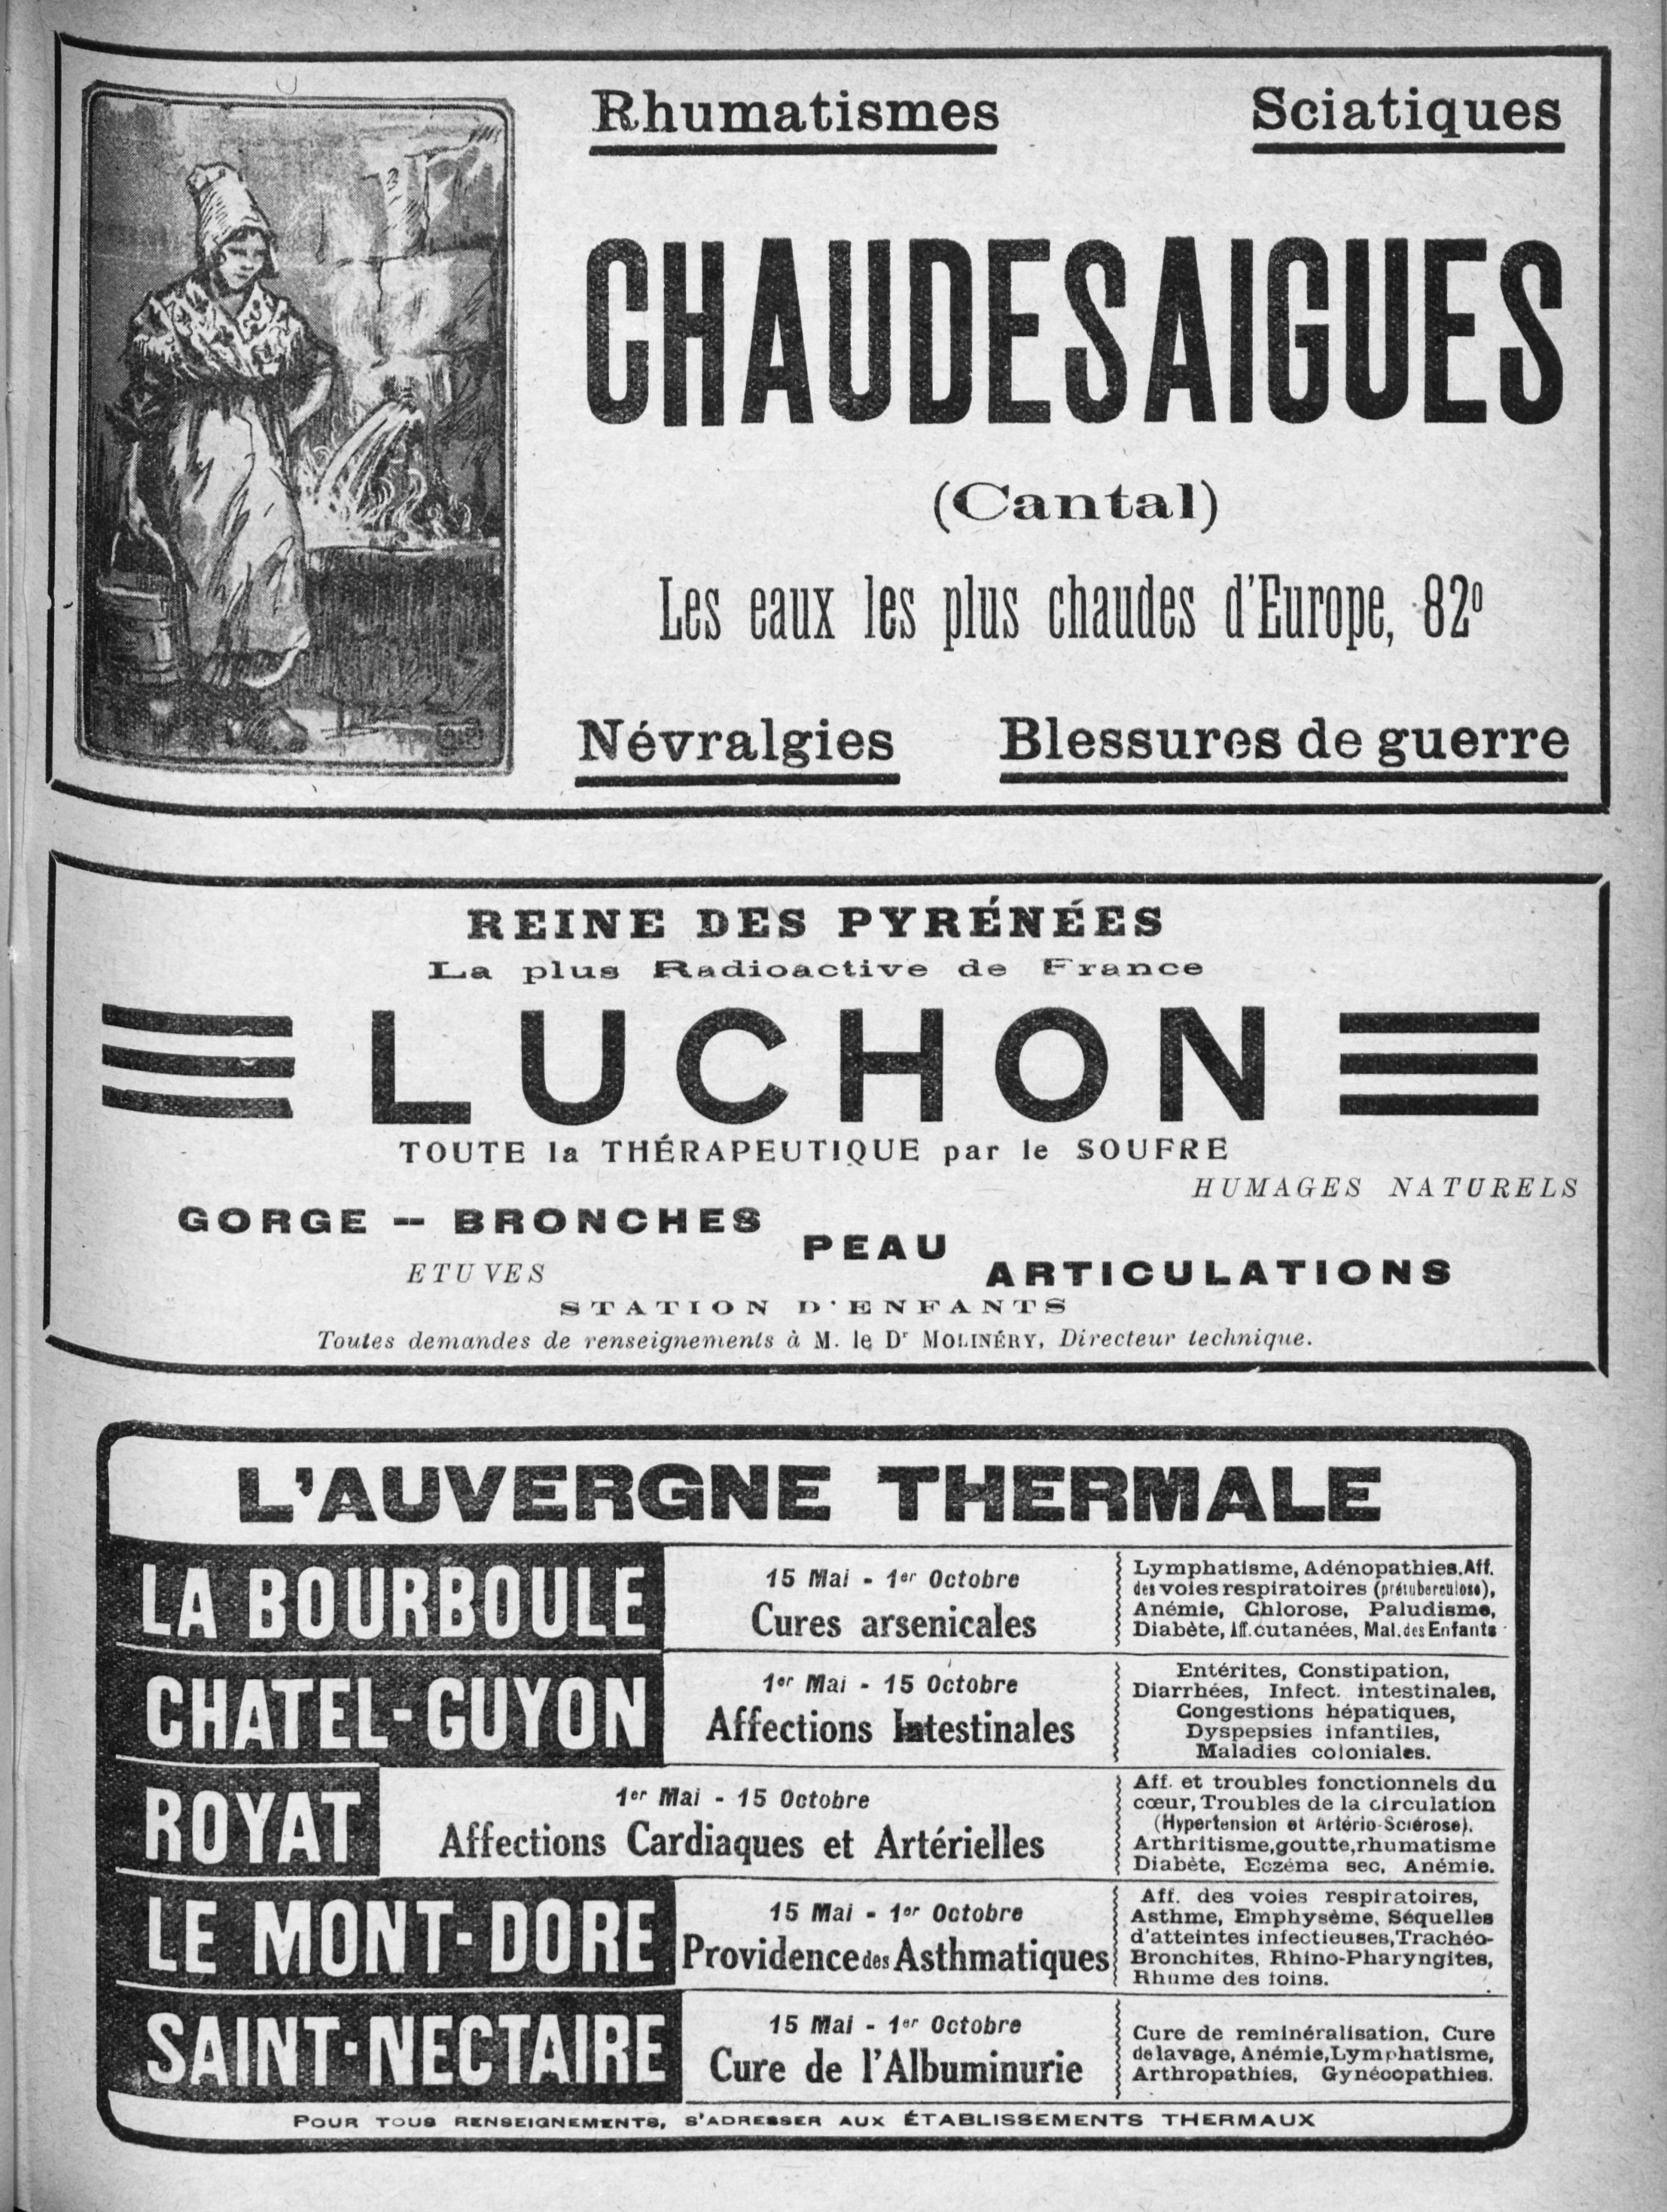 Rhumatismes Sciatiques
CHAUDESAIGUES
(Cantal)
Les eaux les plus chaudes d'Europe, 82°
Névralgies Blessures de guerre
REINE DES PYRÉNÉES
La plus Radioactive de France
LUCHON
TOUTE la THÉRAPEUTIQUE par le SOUFRE
HUMAGES NATURELS
GORGE -- BRONCHES
PEAU
ETUVES
ARTICULATIONS
STATION D'ENFANTS
Toutes demandes de renseignements à M. le Dr MOLINÉRY, Directeur technique.
L'AUVERGNE THERMALE
LA BOURBOULE
15 Mai - 1er Octobre
Cures arsenicales
Lymphatisme, Adénopathies, Aff.
des voies respiratoires (prétuberculose),
Anémie, Chlorose, Paludisme,
Diabète, Aff. cutanées, Mal. des Enfants
CHATEL-GUYON
1er Mai - 15 Octobre
Affections Intestinales
Entérites, Constipation,
Diarrhées, Infect. intestinales,
Congestions hépatiques,
Dyspepsies infantiles,
Maladies coloniales.
ROYAT
1er Mai - 15 Octobre
Affections Cardiaques et Artérielles
Aff. et troubles fonctionnels du
cœur, Troubles de la circulation
(Hypertension et Artério-Sclérose).
Arthritisme, goutte, rhumatisme
Diabète, Eczéma sec, Anémie.
LE MONT-DORE
15 Mai - 1er Octobre
Providence des Asthmatiques
Aff. des voies respiratoires,
Asthme, Emphysème, Séquelles
d'atteintes infectieuses, Trachéo-
Bronchites, Rhino-Pharyngites,
Rhume des foins.
SAINT-NECTAIRE
15 Mai - 1er Octobre
Cure de l'Albuminurie
Cure de reminéralisation, Cure
de lavage, Anémie, Lymphatisme,
Arthropathies, Gynécopathies.
POUR TOUS RENSEIGNEMENTS, S'ADRESSER AUX ÉTABLISSEMENTS THERMAUX